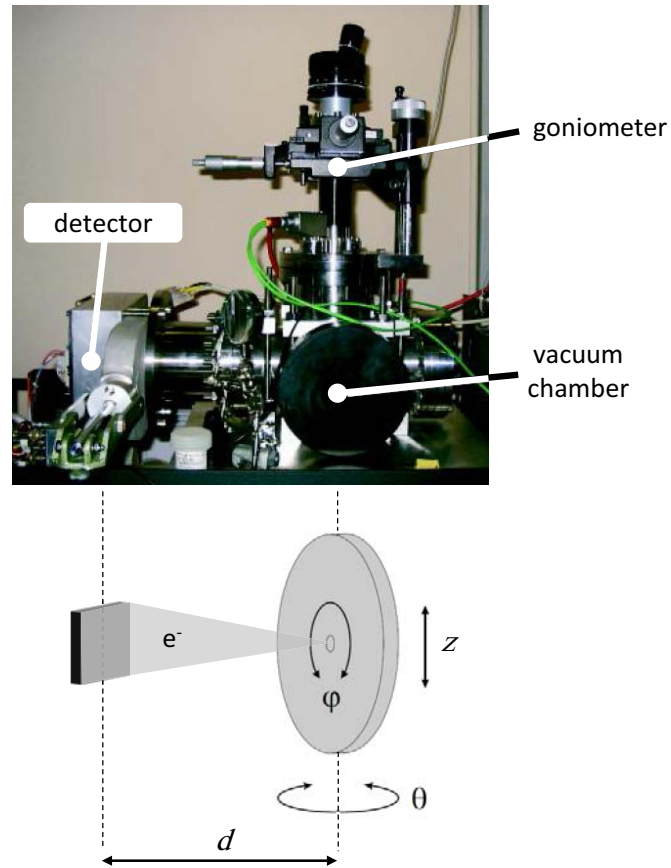 goniometer
detector
vacuum
chamber
e⁻
z
φ
θ
d